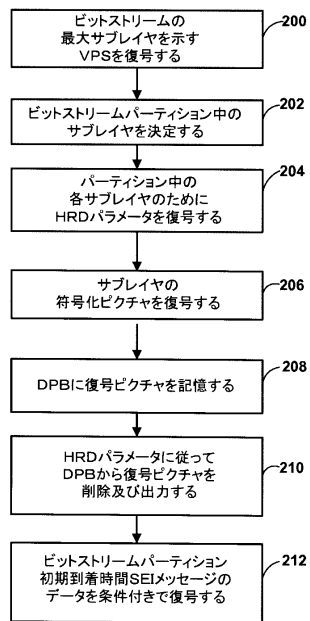 ビットストリームの
最大サブレイヤを示す
VPSを復号する
200
ビットストリームパーティション中の
サブレイヤを決定する
202
パーティション中の
各サブレイヤのために
HRDパラメータを復号する
204
サブレイヤの
符号化ピクチャを復号する
206
DPBに復号ピクチャを記憶する
208
HRDパラメータに従って
DPBから復号ピクチャを
削除及び出力する
210
ビットストリームパーティション
初期到着時間SEIメッセージの
データを条件付きで復号する
212